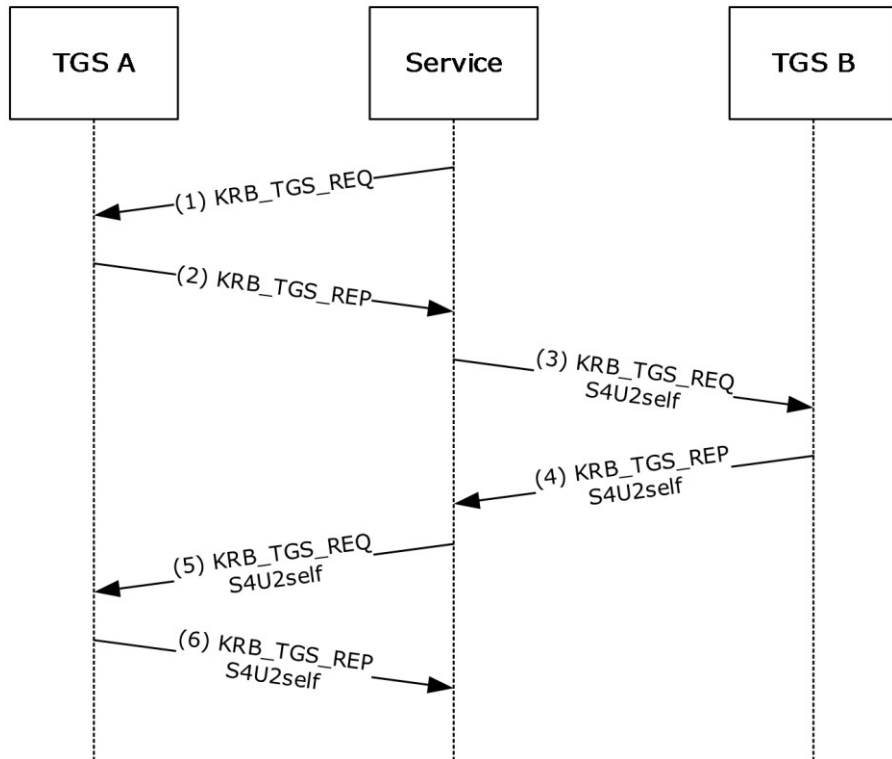 TGS A
Service
TGS B
(1) KRB_TGS_REQ
(2) KRB_TGS_REP
(3) KRB_TGS_REQ
S4U2self
(4) KRB_TGS_REP
S4U2self
(5) KRB_TGS_REQ
S4U2self
(6) KRB_TGS_REP
S4U2self